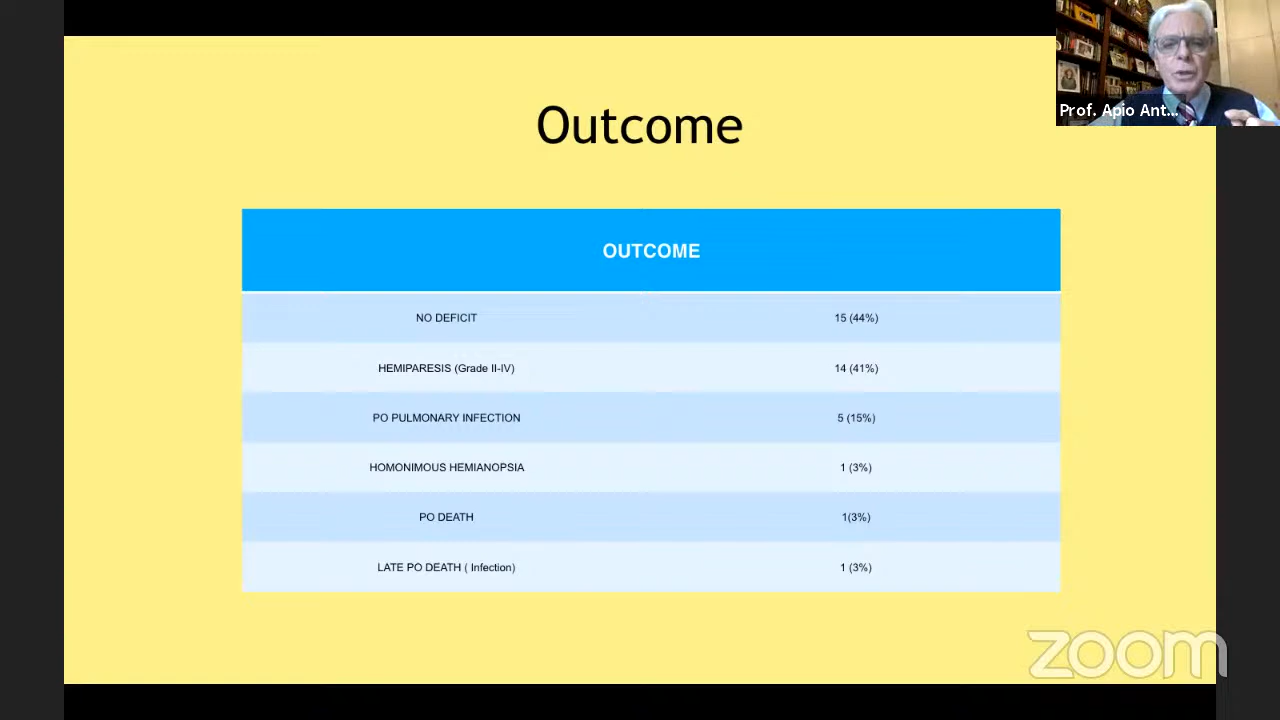 Prof. Apio Ant...
Outcome
OUTCOME
NO DEFICIT 15 (44%)
HEMIPARESIS (Grade II-IV) 14 (41%)
PO PULMONARY INFECTION 5 (15%)
HOMONIMOUS HEMIANOPSIA 1 (3%)
PO DEATH 1(3%)
LATE PO DEATH ( Infection) 1 (3%)
zoom